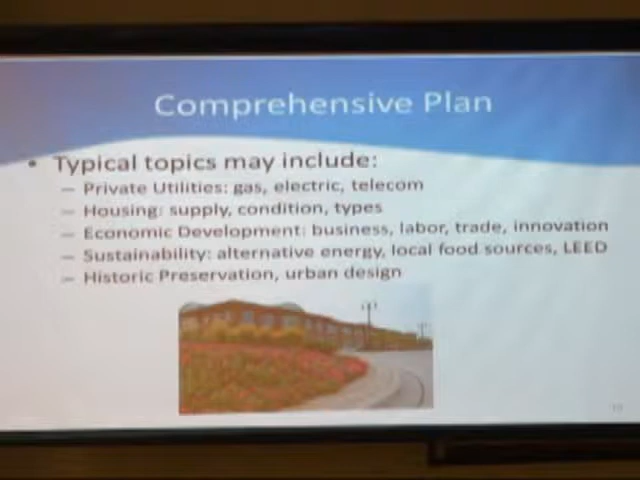 Comprehensive Plan
• Typical topics may include:
– Private Utilities: gas, electric, telecom
– Housing: supply, condition, types
– Economic Development: business, labor, trade, innovation
– Sustainability: alternative energy, local food sources, LEED
– Historic Preservation, urban design